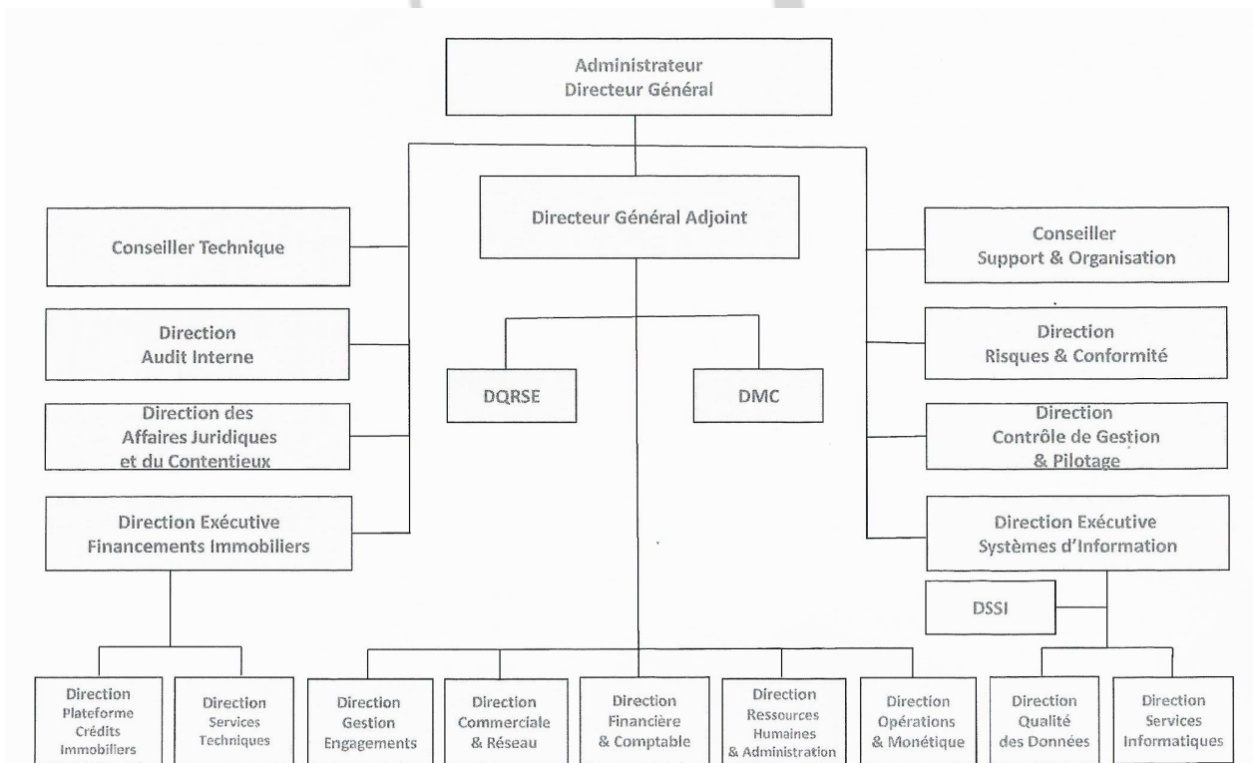 Administrateur
Directeur Général
Directeur Général Adjoint
Conseiller Technique
Conseiller
Support & Organisation
Direction
Audit Interne
Direction
Risques & Conformité
DQRSE
DMC
Direction des
Affaires Juridiques
et du Contentieux
Direction
Contrôle de Gestion
& Pilotage
Direction Exécutive
Financements Immobiliers
Direction Exécutive
Systèmes d'Information
DSSI
Direction
Plateforme
Crédits
Immobiliers
Direction
Services
Techniques
Direction
Gestion
Engagements
Direction
Commerciale
& Réseau
Direction
Financière
& Comptable
Direction
Ressources
Humaines
& Administration
Direction
Opérations
& Monétique
Direction
Qualité
des Données
Direction
Services
Informatiques